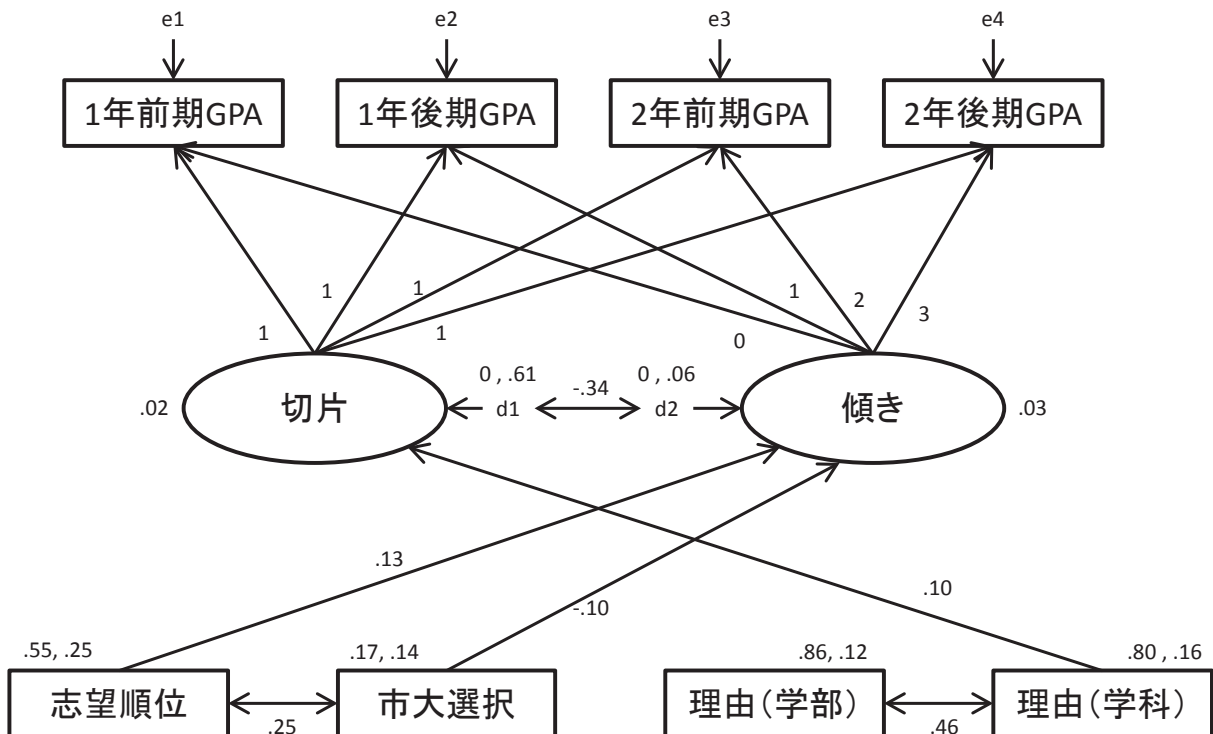 e1
e2
e3
e4
1年前期GPA
1年後期GPA
2年前期GPA
2年後期GPA
1
1
1
1
0
1
2
3
.02
切片
0 , .61
d1
-.34
0 , .06
d2
傾き
.03
.13
-.10
.10
.55, .25
.17, .14
.86, .12
.80 , .16
志望順位
市大選択
理由(学部)
理由(学科)
.25
.46